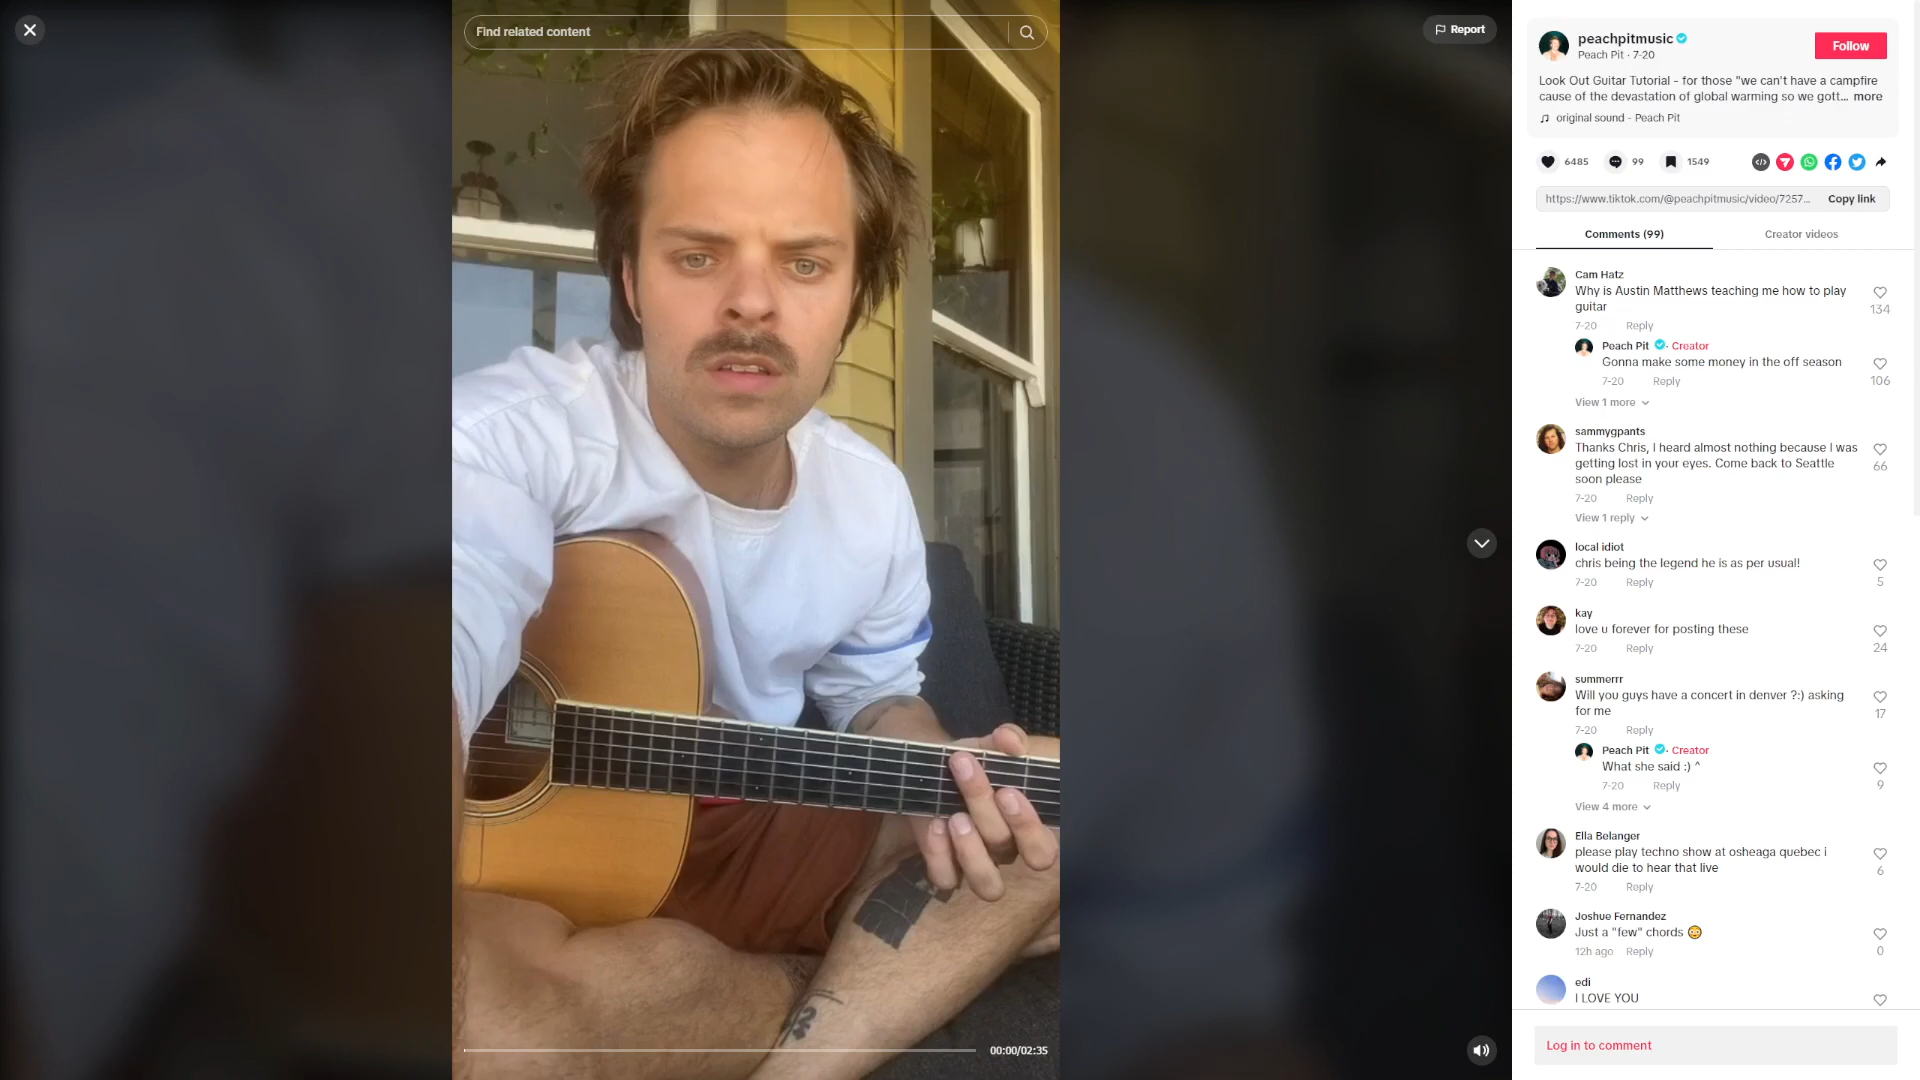 Find related content
Report
peachpitmusic
Peach Pit · 7-20
Follow
Look Out Guitar Tutorial - for those "we can't have a campfire
cause of the devastation of global warming so we gott... more
original sound - Peach Pit
6485
99
1549
https://www.tiktok.com/@peachpitmusic/video/7257...
Copy link
Comments (99)
Creator videos
Cam Hatz
Why is Austin Matthews teaching me how to play
guitar
134
7-20 Reply
Peach Pit · Creator
Gonna make some money in the off season
106
7-20 Reply
View 1 more
sammygpants
Thanks Chris, I heard almost nothing because I was
getting lost in your eyes. Come back to Seattle
soon please
66
7-20 Reply
View 1 reply
local idiot
chris being the legend he is as per usual!
5
7-20 Reply
kay
love u forever for posting these
24
7-20 Reply
summerrr
Will you guys have a concert in denver ?:) asking
for me
17
7-20 Reply
Peach Pit · Creator
What she said :) ^
9
7-20 Reply
View 4 more
Ella Belanger
please play techno show at osheaga quebec i
would die to hear that live
6
7-20 Reply
Joshue Fernandez
Just a "few" chords 😳
0
12h ago Reply
edi
I LOVE YOU
Log in to comment
00:00/02:35